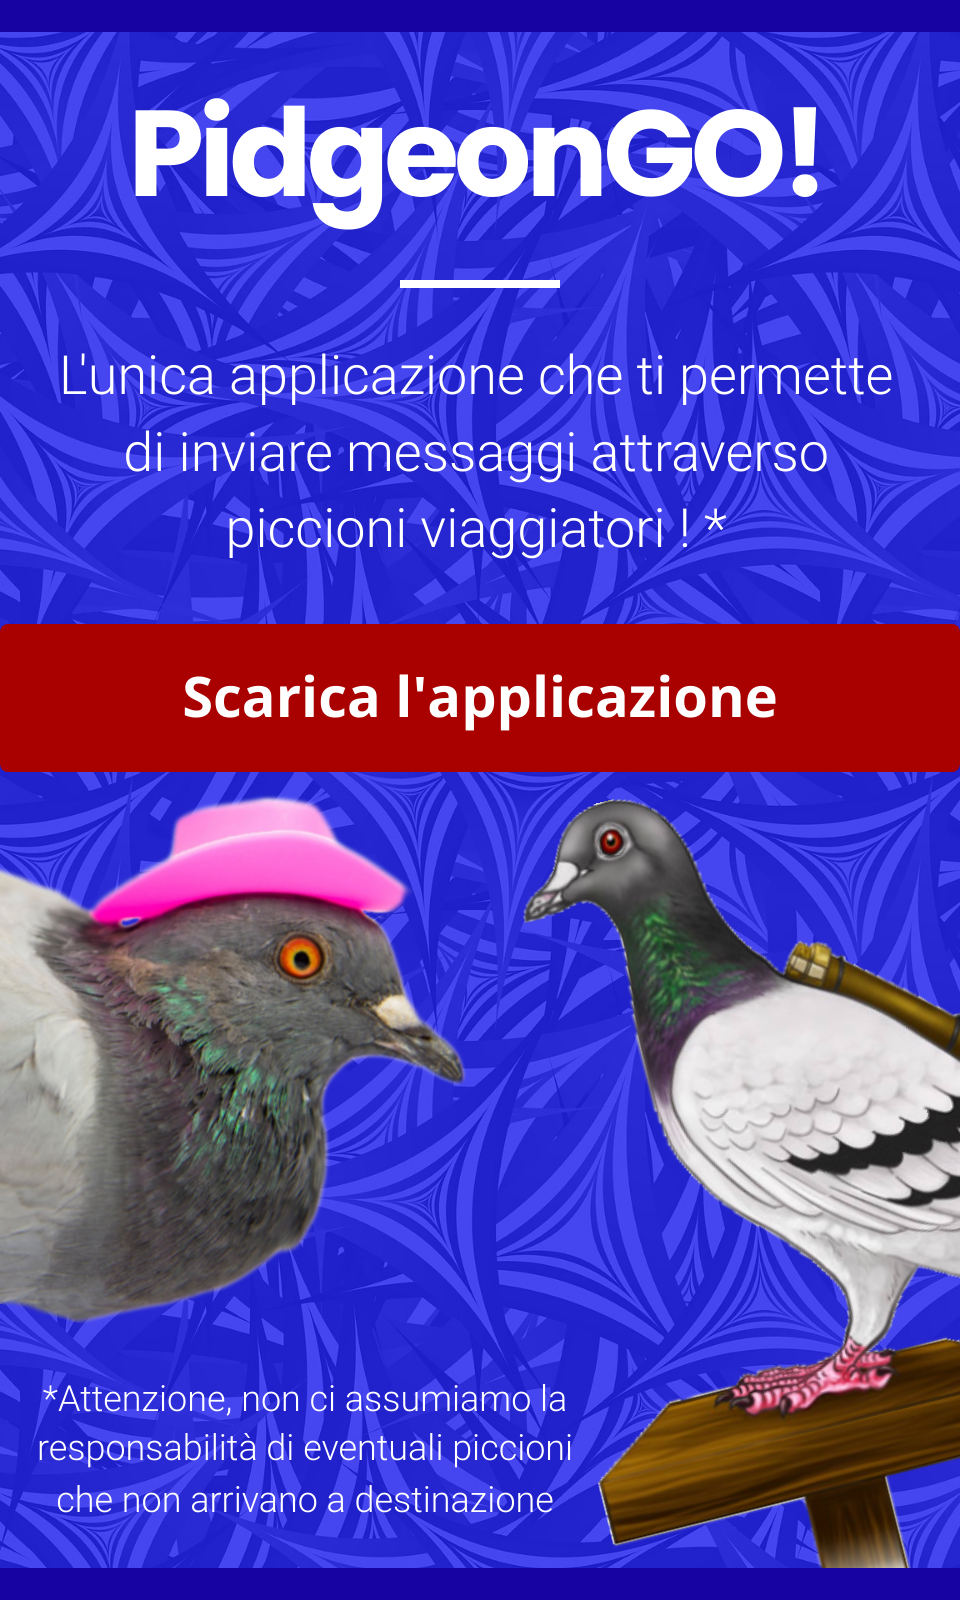 PidgeonGO!
L'unica applicazione che ti permette
di inviare messaggi attraverso
piccioni viaggiatori ! *
Scarica l'applicazione
*Attenzione, non ci assumiamo la
responsabilità di eventuali piccioni
che non arrivano a destinazione